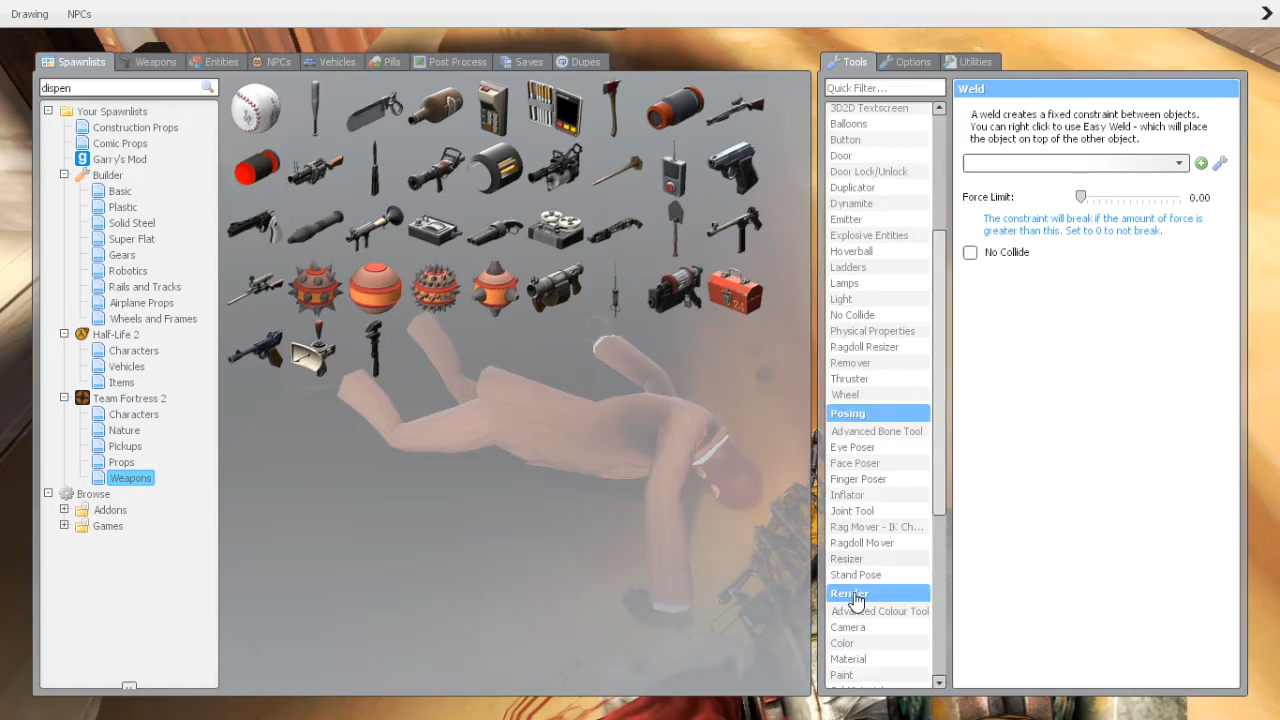 Drawing NPCs
Spawnlists Weapons Entities NPCs Vehicles Pills Post Process Saves Dupes
dispen
Your Spawnlists
Construction Props
Comic Props
Garry's Mod
Builder
Basic
Plastic
Solid Steel
Super Flat
Gears
Robotics
Rails and Tracks
Airplane Props
Wheels and Frames
Half-Life 2
Characters
Vehicles
Items
Team Fortress 2
Characters
Nature
Pickups
Props
Weapons
Browse
Addons
Games
Tools Options Utilities
Quick Filter...
3D2D Textscreen
Balloons
Button
Door
Door Lock/Unlock
Duplicator
Dynamite
Emitter
Explosive Entities
Hoverball
Ladders
Lamps
Light
No Collide
Physical Properties
Ragdoll Resizer
Remover
Thruster
Wheel
Posing
Advanced Bone Tool
Eye Poser
Face Poser
Finger Poser
Inflator
Joint Tool
Rag Mover - IK Ch...
Ragdoll Mover
Resizer
Stand Pose
Render
Advanced Colour Tool
Camera
Color
Material
Paint
Weld
A weld creates a fixed constraint between objects.
You can right click to use Easy Weld - which will place
the object on top of the other object.
Force Limit: 0.00
The constraint will break if the amount of force is
greater than this. Set to 0 to not break.
No Collide